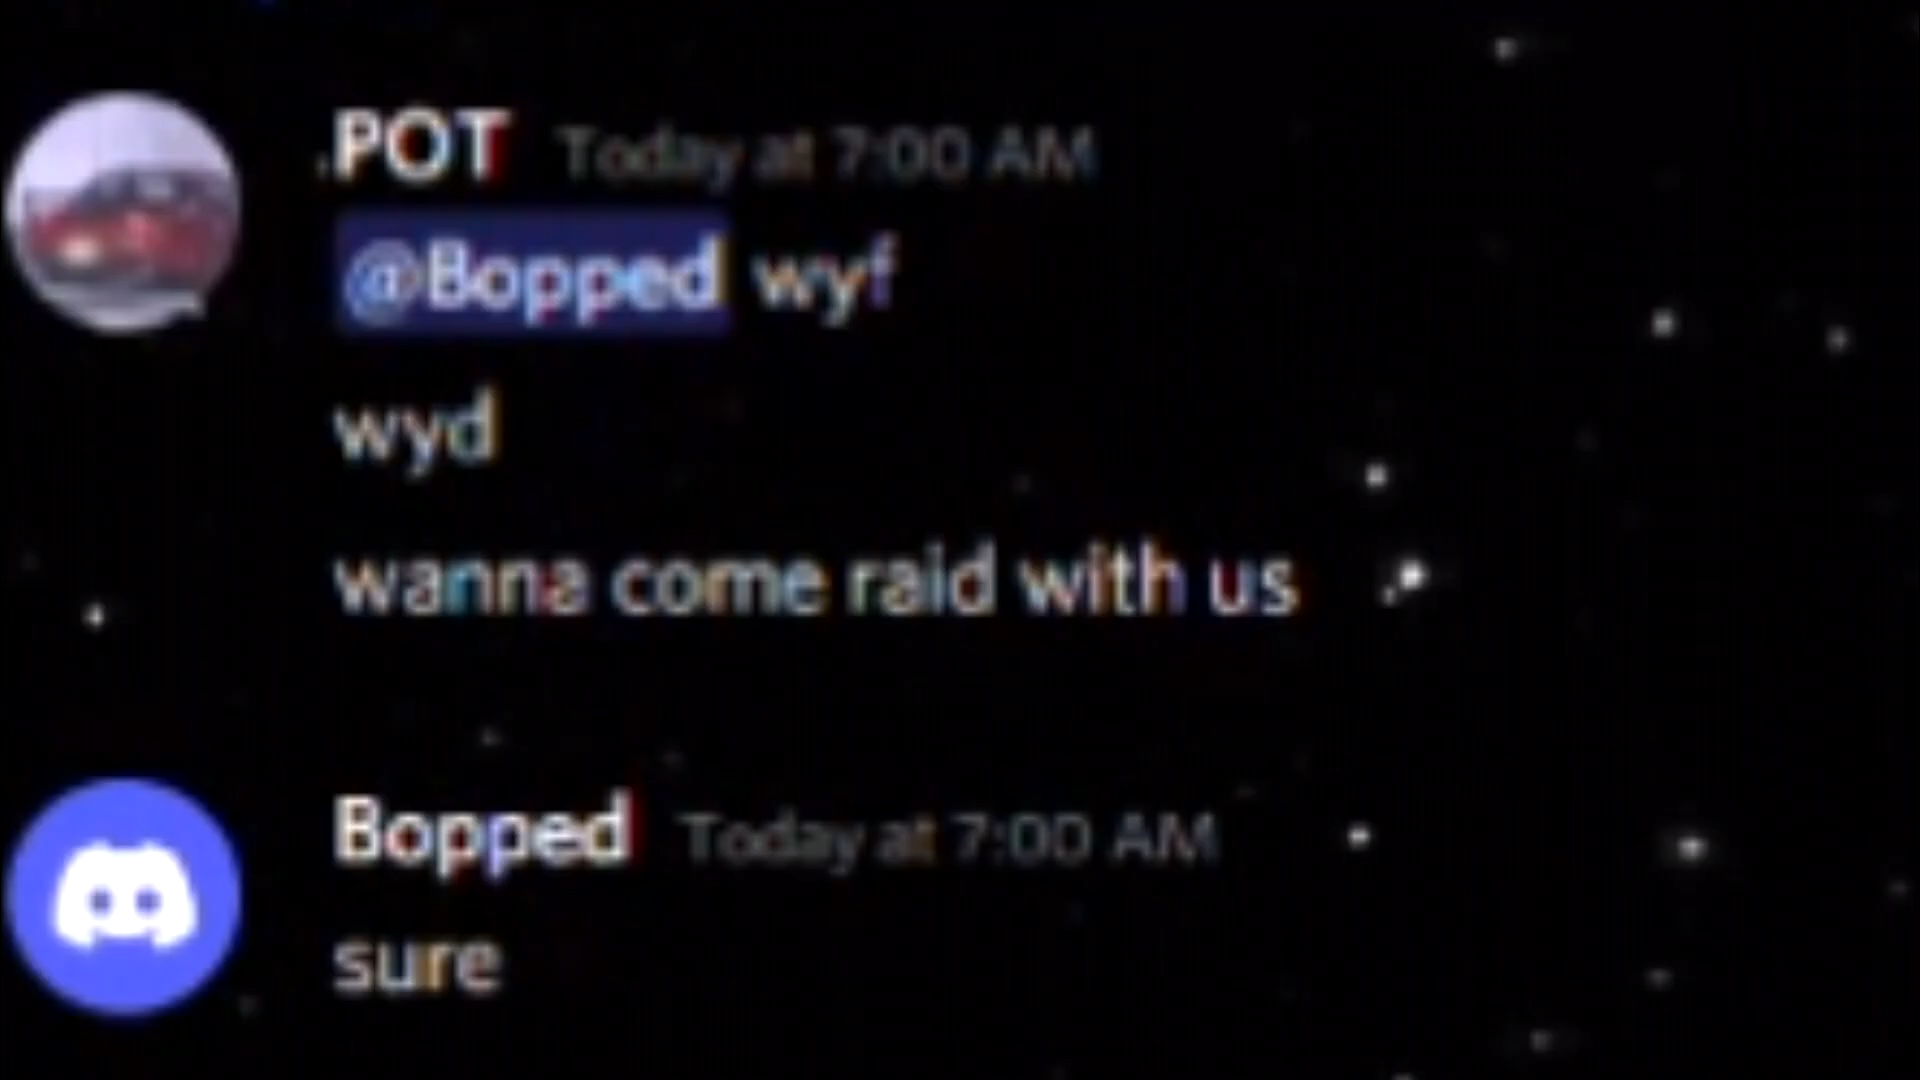 .POT Today at 7:00 AM
@Bopped wyf
wyd
wanna come raid with us
Bopped Today at 7:00 AM
sure